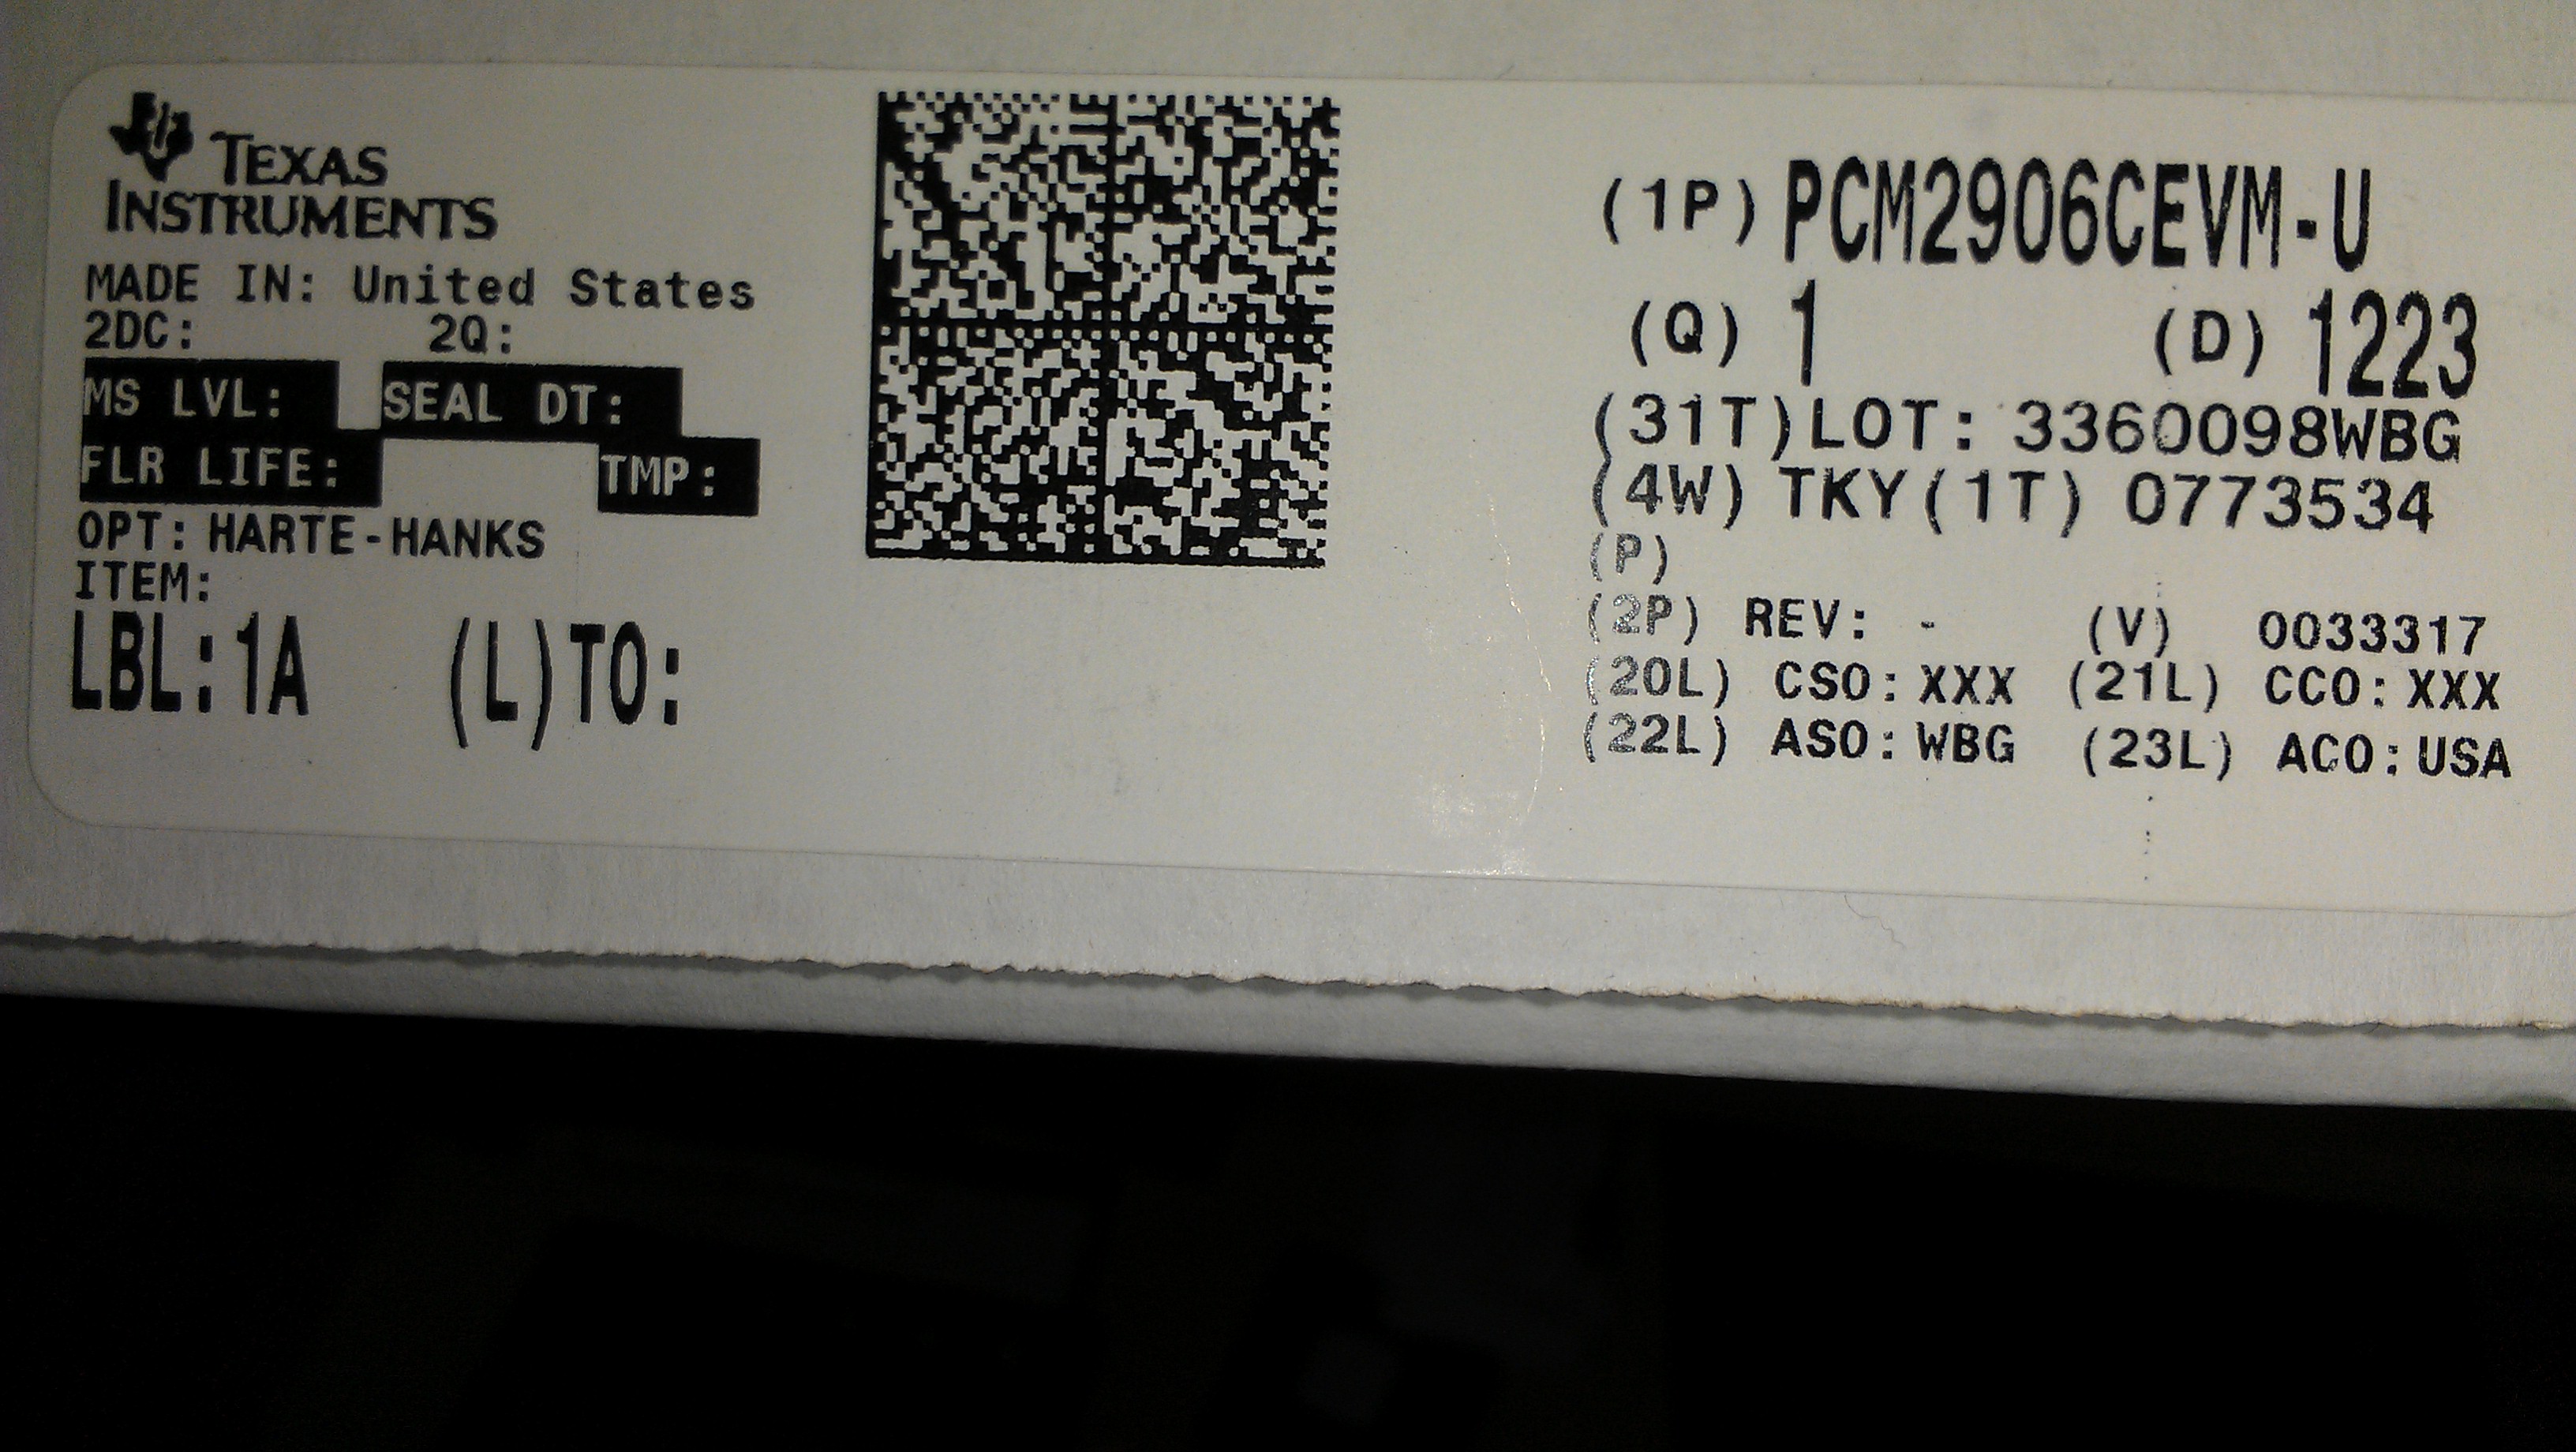 TEXAS
INSTRUMENTS
MADE IN: United States
2DC: 2Q:
MS LVL: SEAL DT:
FLR LIFE: TMP:
OPT: HARTE-HANKS
ITEM:
LBL:1A (L)TO:
(1P) PCM2906CEVM-U
(Q) 1 (D) 1223
(31T)LOT: 3360098WBG
(4W) TKY(1T) 0773534
(P)
(2P) REV: - (V) 0033317
(20L) CSO:XXX (21L) CCO:XXX
(22L) ASO:WBG (23L) ACO:USA